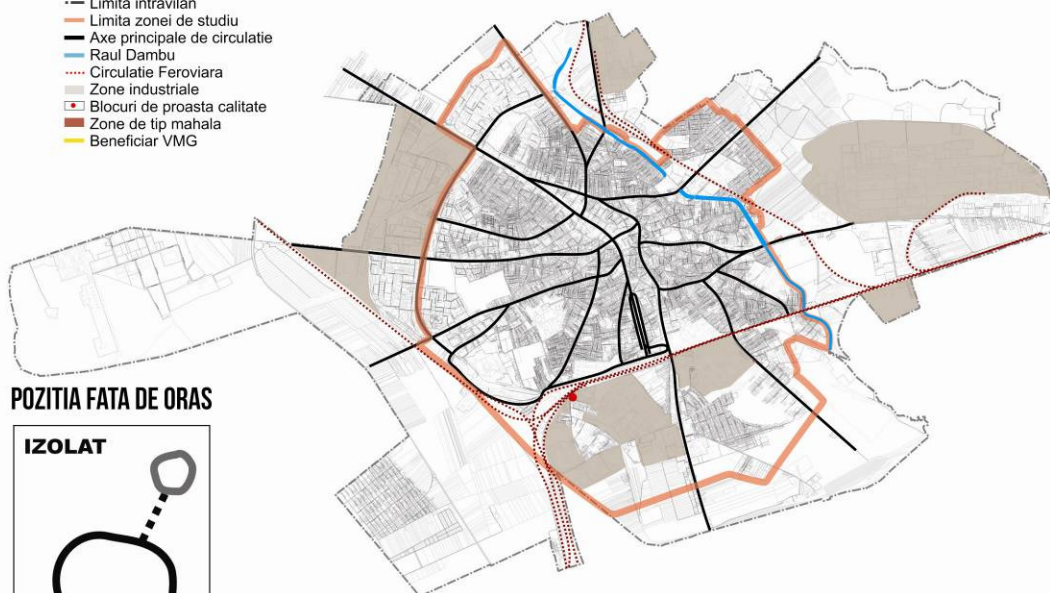 Limita intravilan
Limita zonei de studiu
Axe principale de circulatie
Raul Dambu
Circulatie Feroviara
Zone industriale
Blocuri de proasta calitate
Zone de tip mahala
Beneficiar VMG
POZITIA FATA DE ORAS
IZOLAT